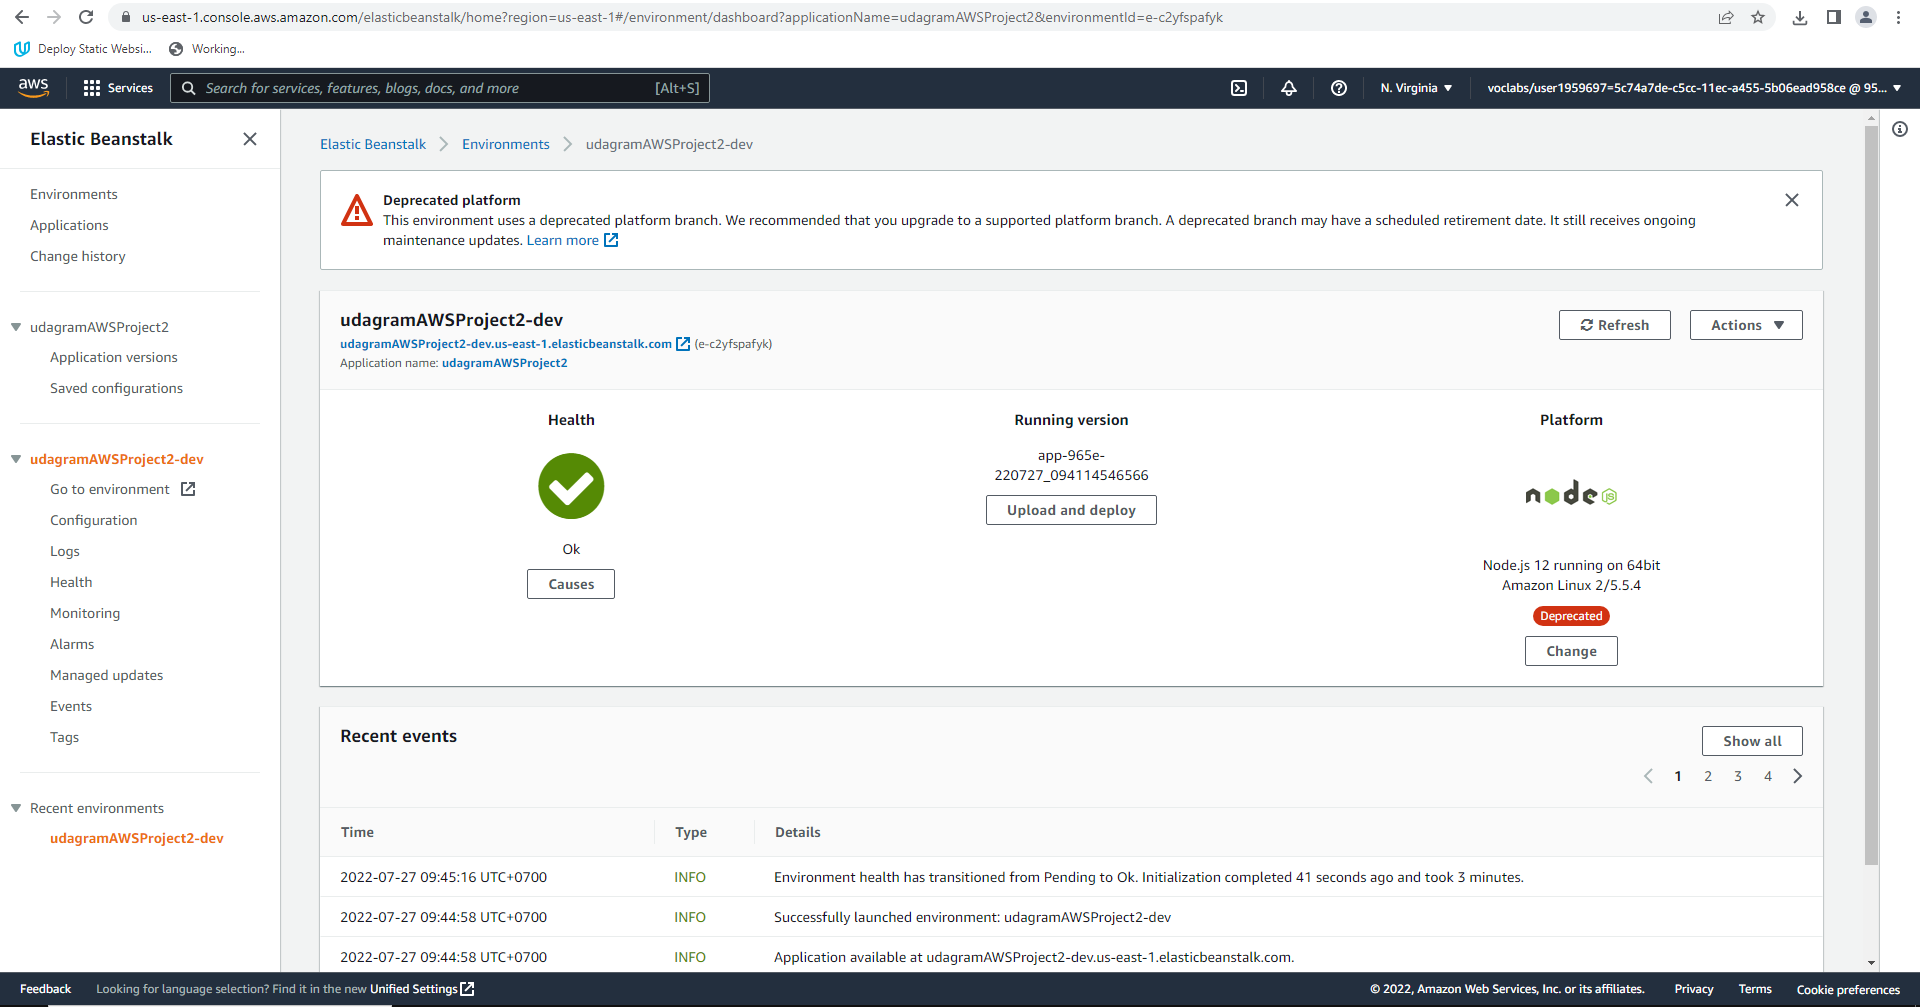 us-east-1.console.aws.amazon.com/elasticbeanstalk/home?region=us-east-1#/environment/dashboard?applicationName=udagramAWSProject2&environmentId=e-c2yfspafyk
Deploy Static Websi...
Working...
aws
Services
Search for services, features, blogs, docs, and more
[Alt+S]
N. Virginia
voclabs/user1959697=5c74a7de-c5cc-11ec-a455-5b06ead958ce @ 95...
Elastic Beanstalk
Environments
Applications
Change history
udagramAWSProject2
Application versions
Saved configurations
udagramAWSProject2-dev
Go to environment
Configuration
Logs
Health
Monitoring
Alarms
Managed updates
Events
Tags
Recent environments
udagramAWSProject2-dev
Elastic Beanstalk
Environments
udagramAWSProject2-dev
Deprecated platform
This environment uses a deprecated platform branch. We recommended that you upgrade to a supported platform branch. A deprecated branch may have a scheduled retirement date. It still receives ongoing
maintenance updates. Learn more
udagramAWSProject2-dev
udagramAWSProject2-dev.us-east-1.elasticbeanstalk.com (e-c2yfspafyk)
Application name: udagramAWSProject2
Refresh
Actions
Health
Ok
Causes
Running version
app-965e-
220727_094114546566
Upload and deploy
Platform
node JS
Node.js 12 running on 64bit
Amazon Linux 2/5.5.4
Deprecated
Change
Recent events
Show all
1 2 3 4
Time Type Details
2022-07-27 09:45:16 UTC+0700 INFO Environment health has transitioned from Pending to Ok. Initialization completed 41 seconds ago and took 3 minutes.
2022-07-27 09:44:58 UTC+0700 INFO Successfully launched environment: udagramAWSProject2-dev
2022-07-27 09:44:58 UTC+0700 INFO Application available at udagramAWSProject2-dev.us-east-1.elasticbeanstalk.com.
Feedback
Looking for language selection? Find it in the new Unified Settings
© 2022, Amazon Web Services, Inc. or its affiliates.
Privacy
Terms
Cookie preferences